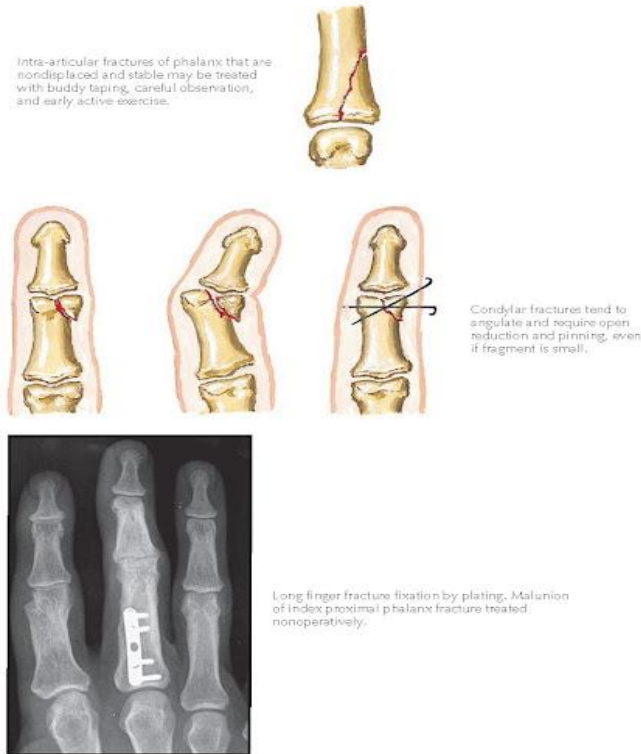 Intra-articular fractures of phalanx that are
nondisplaced and stable may be treated
with buddy taping, careful observation,
and early active exercise.
Condylar fractures tend to
angulate and require open
reduction and pinning, even
if fragment is small.
Long finger fracture fixation by plating. Malunion
of index proximal phalanx fracture treated
nonoperatively.